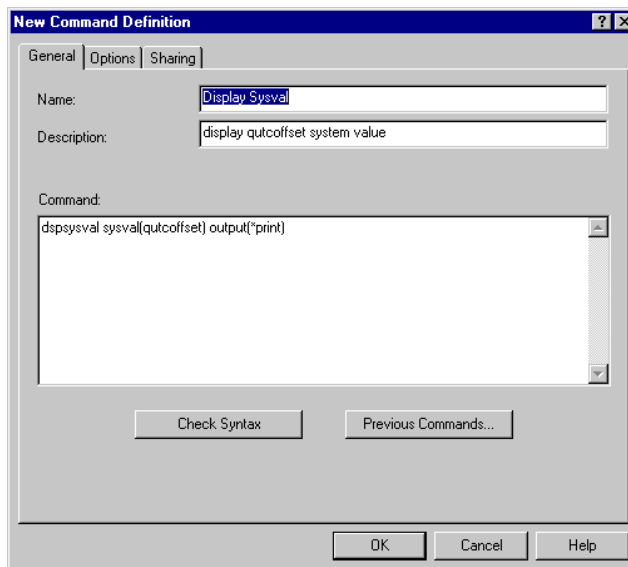 New Command Definition
General Options Sharing
Name: Display Sysval
Description: display qutcoffset system value
Command:
dspsysval sysval(qutcoffset) output(*print)
Check Syntax Previous Commands...
OK Cancel Help